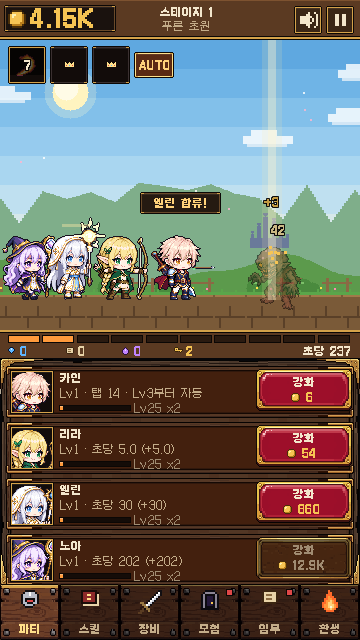 4.15K
스테이지 1
푸른 초원
7
AUTO
엘린 합류!
42
0
0
0
2
초당 237
카인
Lv1 · 탭 14 · Lv3부터 자동
Lv25 x2
강화
6
리라
Lv1 · 초당 5.0 (+5.0)
Lv25 x2
강화
54
엘린
Lv1 · 초당 30 (+30)
Lv25 x2
강화
660
노아
Lv1 · 초당 202 (+202)
Lv25 x2
강화
12.9K
파티
스킬
장비
모험
임무
환생